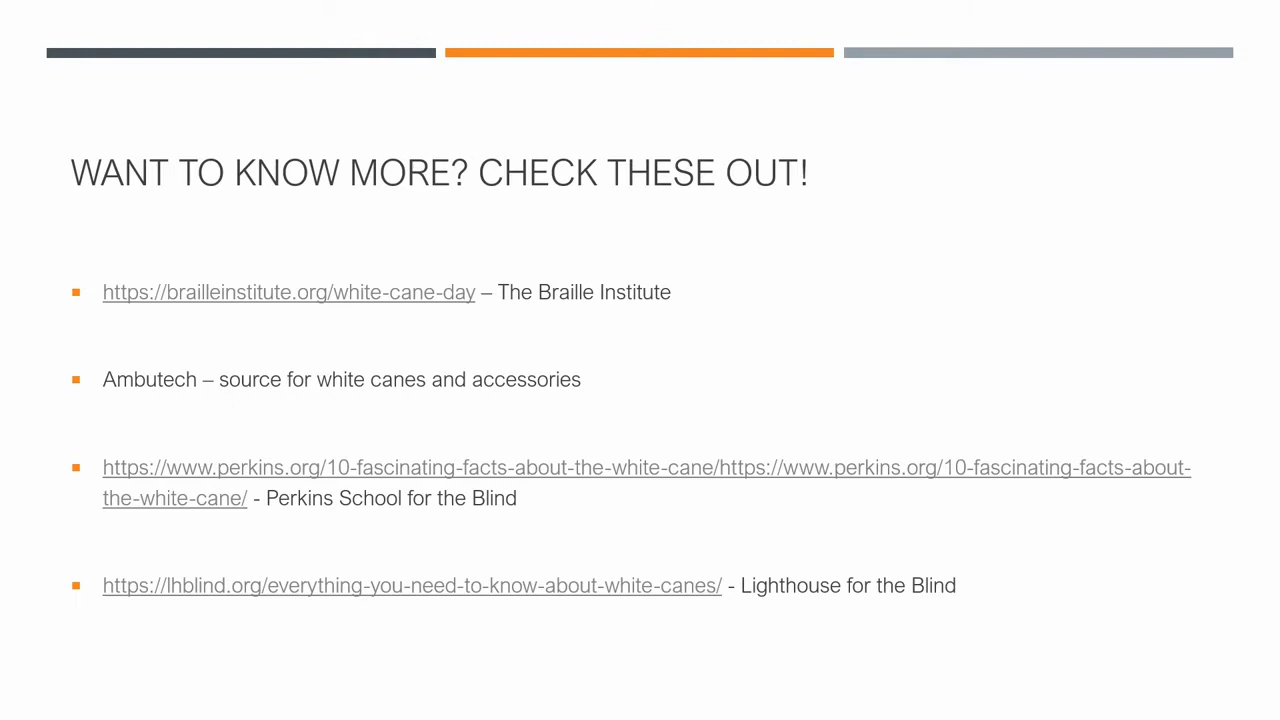 WANT TO KNOW MORE? CHECK THESE OUT!
https://brailleinstitute.org/white-cane-day – The Braille Institute
Ambutech – source for white canes and accessories
https://www.perkins.org/10-fascinating-facts-about-the-white-cane/https://www.perkins.org/10-fascinating-facts-about-
the-white-cane/ - Perkins School for the Blind
https://lhblind.org/everything-you-need-to-know-about-white-canes/ - Lighthouse for the Blind